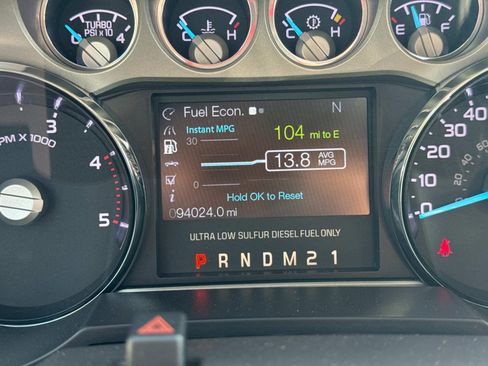 TURBO
PSI x 10
0 4
C H
C H
E F
Fuel Econ. N
Instant MPG
104 mi to E
30
13.8 AVG MPG
0
Hold OK to Reset
094024.0 mi
ULTRA LOW SULFUR DIESEL FUEL ONLY
P R N D M 2 1
PM X 1000
3
4
5
40
30
20
10
0